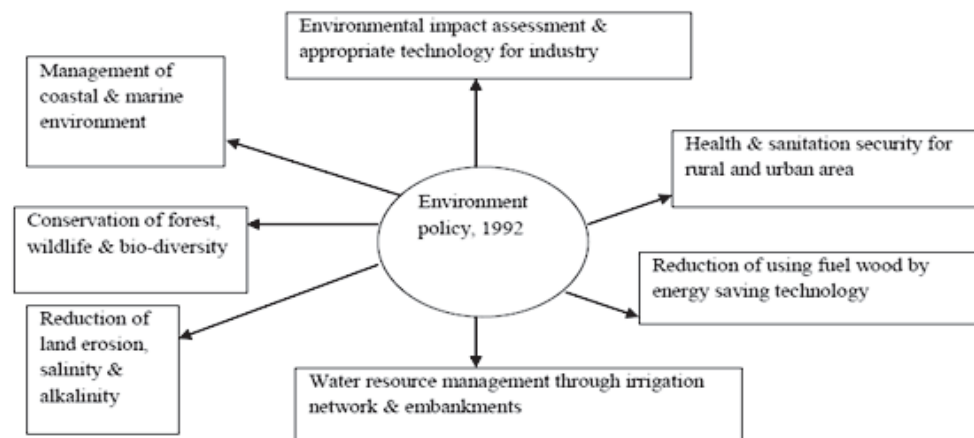 Environmental impact assessment &
appropriate technology for industry
Management of
coastal & marine
environment
Health & sanitation security for
rural and urban area
Environment
policy, 1992
Conservation of forest,
wildlife & bio-diversity
Reduction of using fuel wood by
energy saving technology
Reduction of
land erosion,
salinity &
alkalinity
Water resource management through irrigation
network & embankments